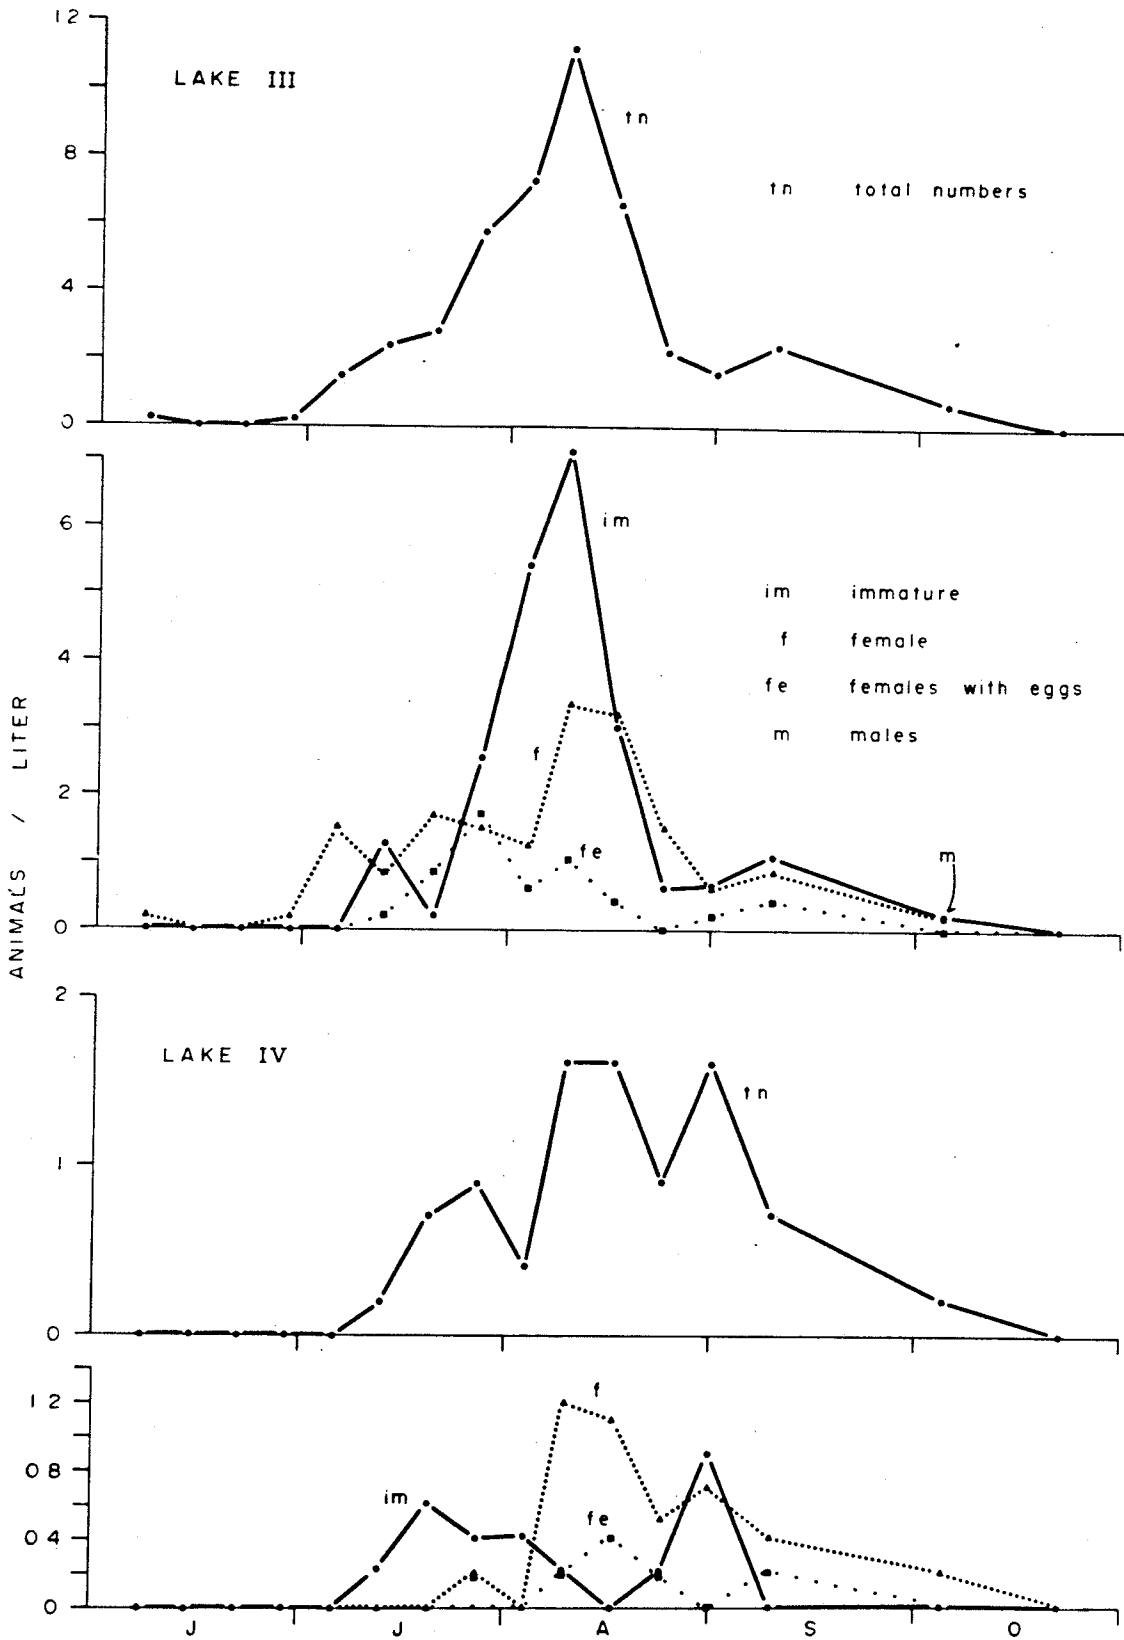 12
LAKE III
tn
8
tn total numbers
4
0
6
im
im immature
4
f female
fe females with eggs
f
m males
2
fe
m
0
ANIMALS / LITER
2
LAKE IV
tn
1
0
f
1 2
0 8
im
fe
0 4
0
J J A S O